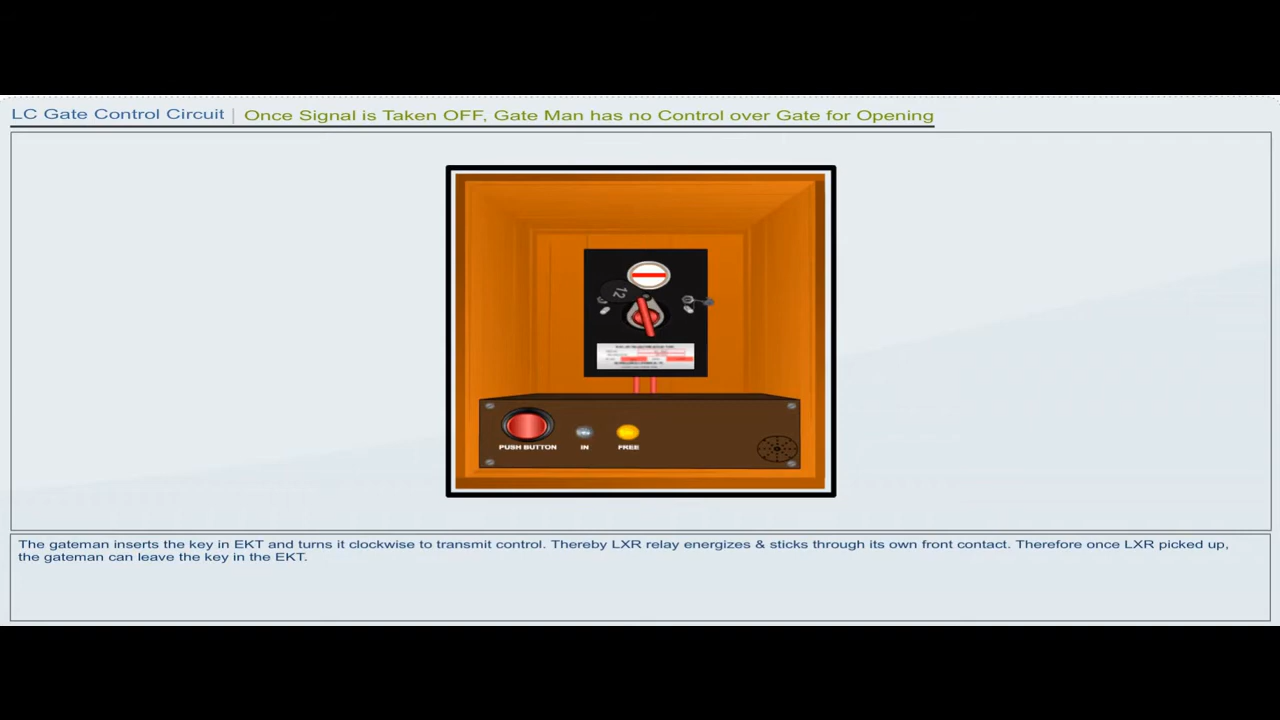 LC Gate Control Circuit | Once Signal is Taken OFF, Gate Man has no Control over Gate for Opening
12
PUSH BUTTON IN FREE
The gateman inserts the key in EKT and turns it clockwise to transmit control. Thereby LXR relay energizes & sticks through its own front contact. Therefore once LXR picked up,
the gateman can leave the key in the EKT.